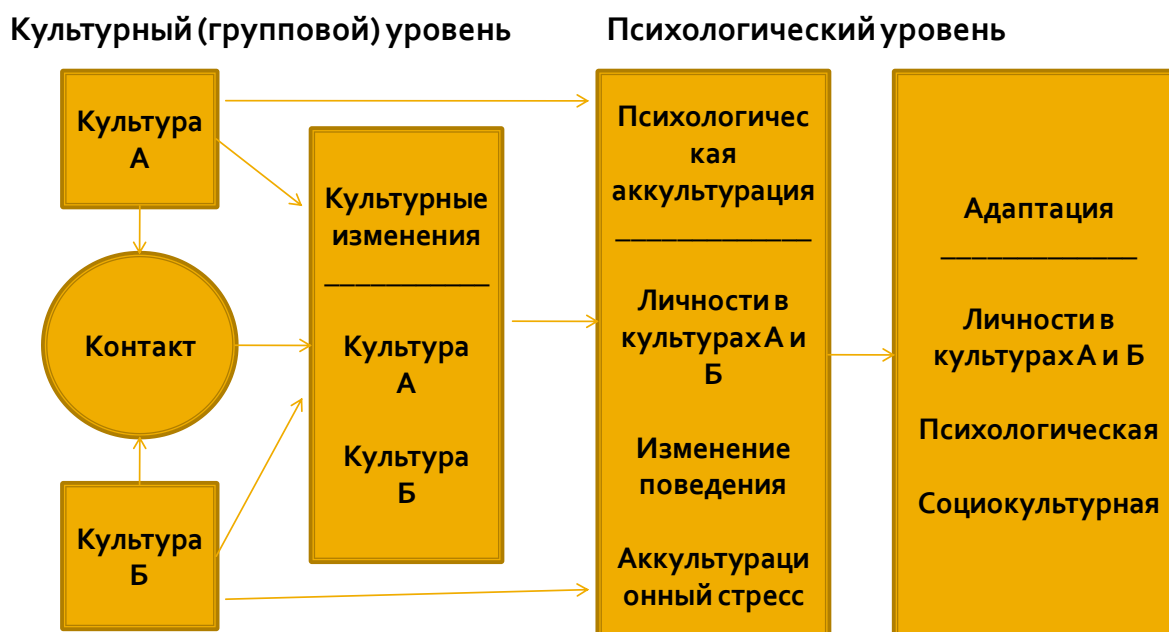 Культурный (групповой) уровень
Психологический уровень
Культура
А
Контакт
Культура
Б
Культурные
изменения
Культура
А
Культура
Б
Психологичес
кая
аккультурация
Личности в
культурах А и
Б
Изменение
поведения
Аккультураци
онный стресс
Адаптация
Личности в
культурах А и Б
Психологическая
Социокультурная